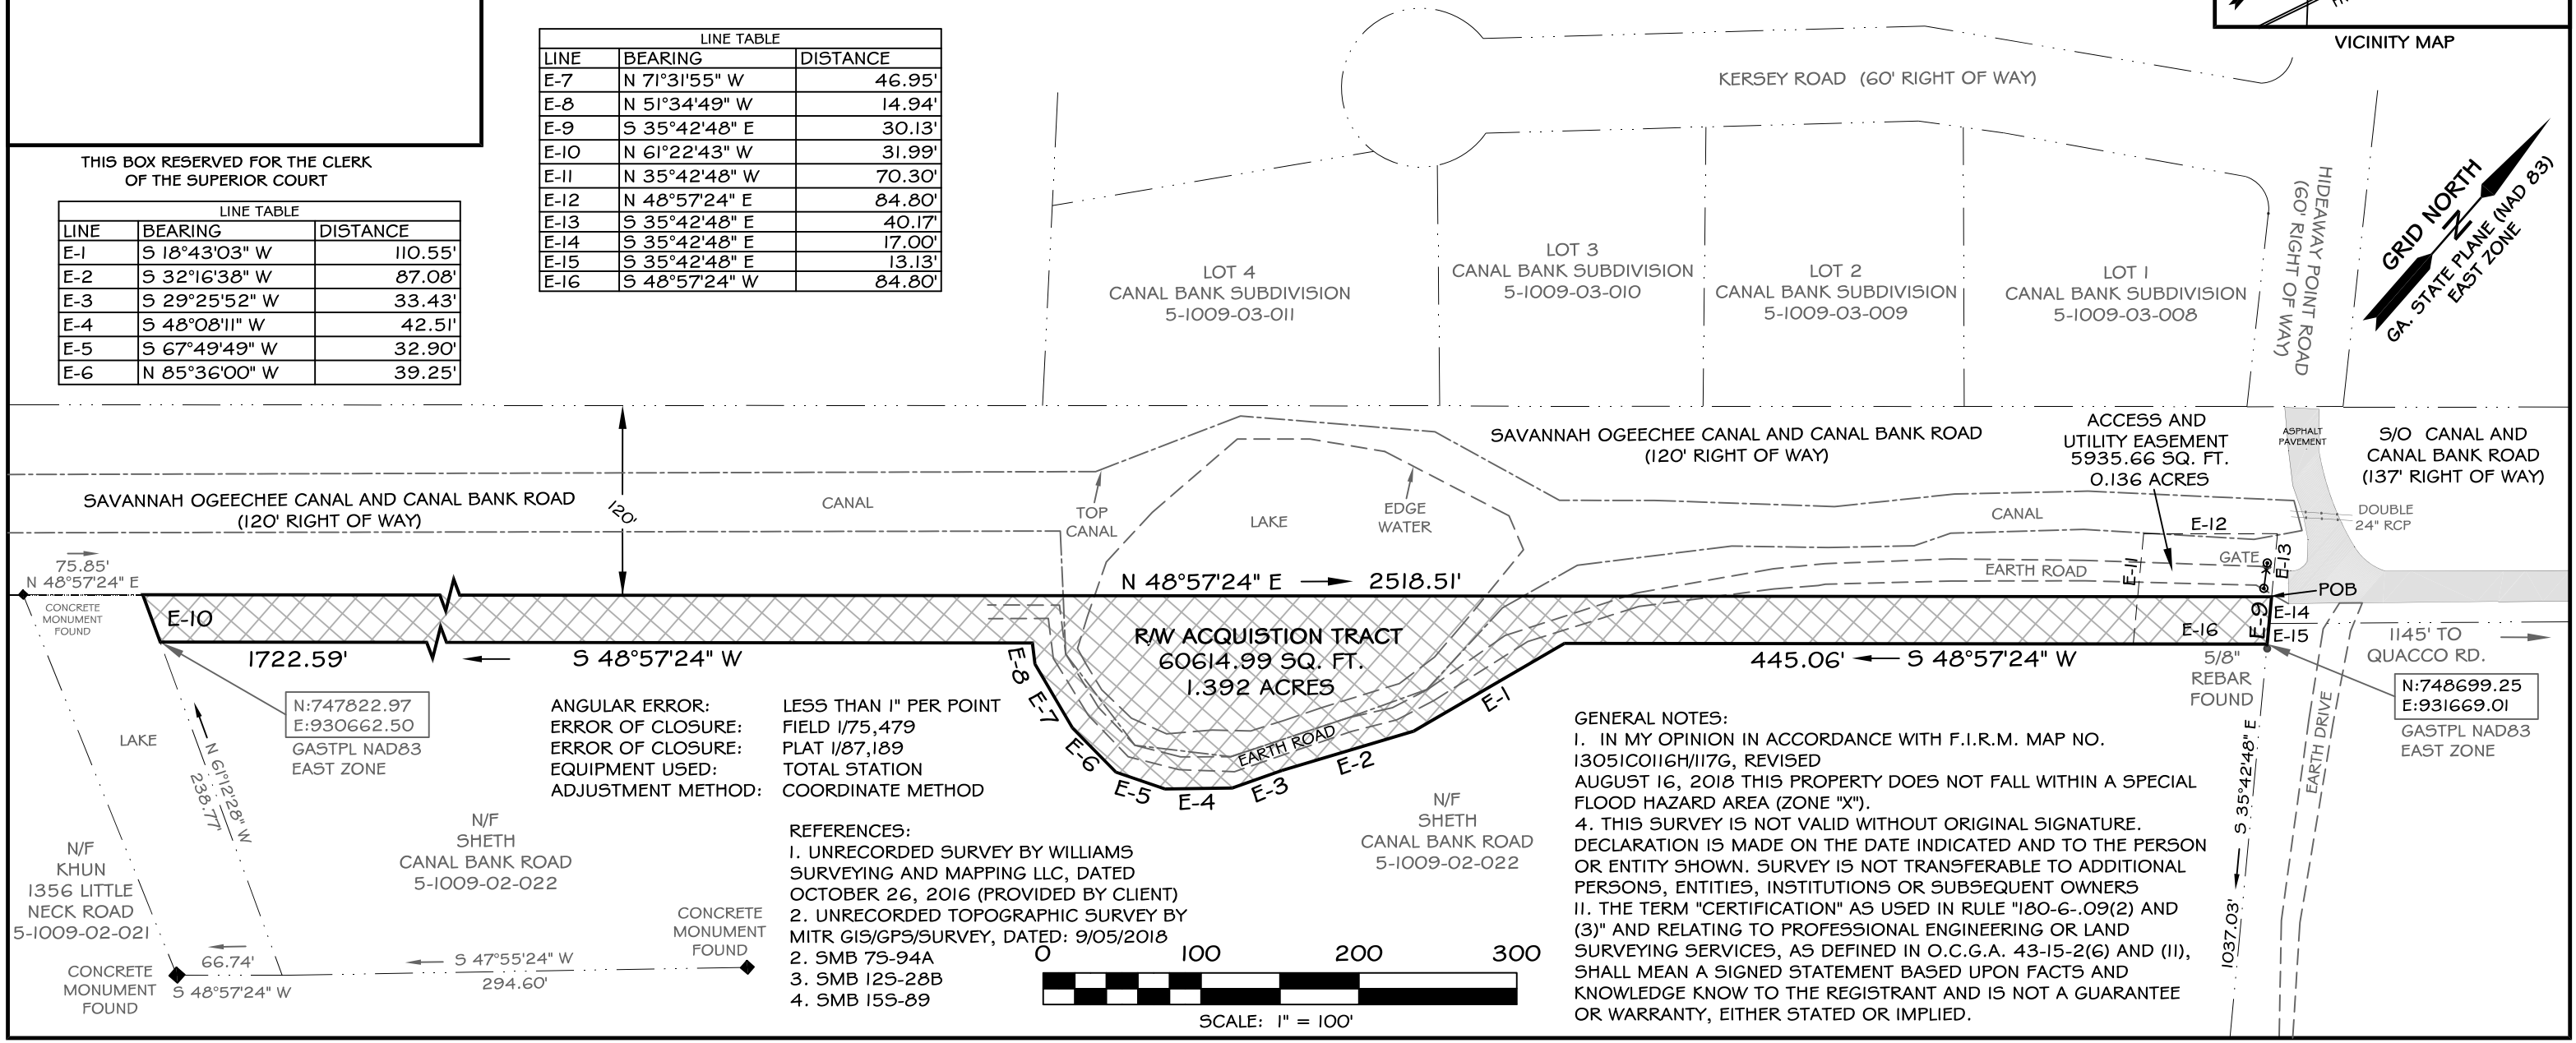 VICINITY MAP
THIS BOX RESERVED FOR THE CLERK
OF THE SUPERIOR COURT
LINE TABLE
LINE BEARING DISTANCE
E-1 S 18°43'03" W 110.55'
E-2 S 32°16'38" W 87.08'
E-3 S 29°25'52" W 33.43'
E-4 S 48°08'11" W 42.51'
E-5 S 67°49'49" W 32.90'
E-6 N 85°36'00" W 39.25'
LINE TABLE
LINE BEARING DISTANCE
E-7 N 71°31'55" W 46.95'
E-8 N 51°34'49" W 14.94'
E-9 S 35°42'48" E 30.13'
E-10 N 61°22'43" W 31.99'
E-11 N 35°42'48" W 70.30'
E-12 N 48°57'24" E 84.80'
E-13 S 35°42'48" E 40.17'
E-14 S 35°42'48" E 17.00'
E-15 S 35°42'48" E 13.13'
E-16 S 48°57'24" W 84.80'
KERSEY ROAD (60' RIGHT OF WAY)
HIDEAWAY POINT ROAD
(60' RIGHT OF WAY)
GRID NORTH
N
GA. STATE PLANE (NAD 83)
EAST ZONE
LOT 4
CANAL BANK SUBDIVISION
5-1009-03-011
LOT 3
CANAL BANK SUBDIVISION
5-1009-03-010
LOT 2
CANAL BANK SUBDIVISION
5-1009-03-009
LOT 1
CANAL BANK SUBDIVISION
5-1009-03-008
SAVANNAH OGEECHEE CANAL AND CANAL BANK ROAD
(120' RIGHT OF WAY)
120'
CANAL
TOP
CANAL
LAKE
EDGE
WATER
SAVANNAH OGEECHEE CANAL AND CANAL BANK ROAD
(120' RIGHT OF WAY)
ACCESS AND
UTILITY EASEMENT
5935.66 SQ. FT.
0.136 ACRES
ASPHALT
PAVEMENT
S/O CANAL AND
CANAL BANK ROAD
(137' RIGHT OF WAY)
DOUBLE
24" RCP
CANAL
E-12
E-11
GATE
E-13
EARTH ROAD
POB
E-9
E-14
E-15
E-16
75.85'
N 48°57'24" E
CONCRETE
MONUMENT
FOUND
E-10
N 48°57'24" E 2518.51'
R/W ACQUISTION TRACT
60614.99 SQ. FT.
1.392 ACRES
1722.59' S 48°57'24" W
445.06' S 48°57'24" W
5/8"
REBAR
FOUND
1145' TO
QUACCO RD.
N:748699.25
E:931669.01
GASTPL NAD83
EAST ZONE
N:747822.97
E:930662.50
GASTPL NAD83
EAST ZONE
E-8
E-7
E-6
E-5
E-4
E-3
E-2
E-1
EARTH ROAD
EARTH DRIVE
S 35°42'48" E
1037.03'
LAKE
N 61°12'28" W
238.77'
ANGULAR ERROR: LESS THAN 1" PER POINT
ERROR OF CLOSURE: FIELD 1/75,479
ERROR OF CLOSURE: PLAT 1/87,189
EQUIPMENT USED: TOTAL STATION
ADJUSTMENT METHOD: COORDINATE METHOD
N/F
KHUN
1356 LITTLE
NECK ROAD
5-1009-02-021
N/F
SHETH
CANAL BANK ROAD
5-1009-02-022
N/F
SHETH
CANAL BANK ROAD
5-1009-02-022
CONCRETE
MONUMENT
FOUND
66.74'
S 48°57'24" W
S 47°55'24" W
294.60'
CONCRETE
MONUMENT
FOUND
REFERENCES:
1. UNRECORDED SURVEY BY WILLIAMS
SURVEYING AND MAPPING LLC, DATED
OCTOBER 26, 2016 (PROVIDED BY CLIENT)
2. UNRECORDED TOPOGRAPHIC SURVEY BY
MITR GIS/GPS/SURVEY, DATED: 9/05/2018
2. SMB 7S-94A
3. SMB 12S-28B
4. SMB 15S-89
0 100 200 300
SCALE: 1" = 100'
GENERAL NOTES:
1. IN MY OPINION IN ACCORDANCE WITH F.I.R.M. MAP NO.
13051C0116H/117G, REVISED
AUGUST 16, 2018 THIS PROPERTY DOES NOT FALL WITHIN A SPECIAL
FLOOD HAZARD AREA (ZONE "X").
4. THIS SURVEY IS NOT VALID WITHOUT ORIGINAL SIGNATURE.
DECLARATION IS MADE ON THE DATE INDICATED AND TO THE PERSON
OR ENTITY SHOWN. SURVEY IS NOT TRANSFERABLE TO ADDITIONAL
PERSONS, ENTITIES, INSTITUTIONS OR SUBSEQUENT OWNERS
11. THE TERM "CERTIFICATION" AS USED IN RULE "180-6-.09(2) AND
(3)" AND RELATING TO PROFESSIONAL ENGINEERING OR LAND
SURVEYING SERVICES, AS DEFINED IN O.C.G.A. 43-15-2(6) AND (11),
SHALL MEAN A SIGNED STATEMENT BASED UPON FACTS AND
KNOWLEDGE KNOW TO THE REGISTRANT AND IS NOT A GUARANTEE
OR WARRANTY, EITHER STATED OR IMPLIED.